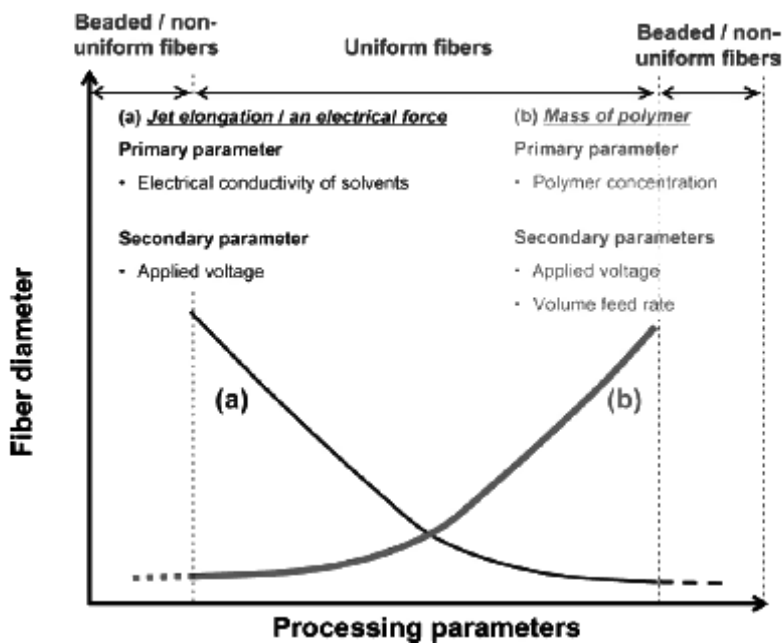 Beaded / non-
uniform fibers
Uniform fibers
Beaded / non-
uniform fibers
(a) Jet elongation / an electrical force
Primary parameter
• Electrical conductivity of solvents
Secondary parameter
• Applied voltage
(b) Mass of polymer
Primary parameter
• Polymer concentration
Secondary parameters
• Applied voltage
• Volume feed rate
(a)
(b)
Fiber diameter
Processing parameters